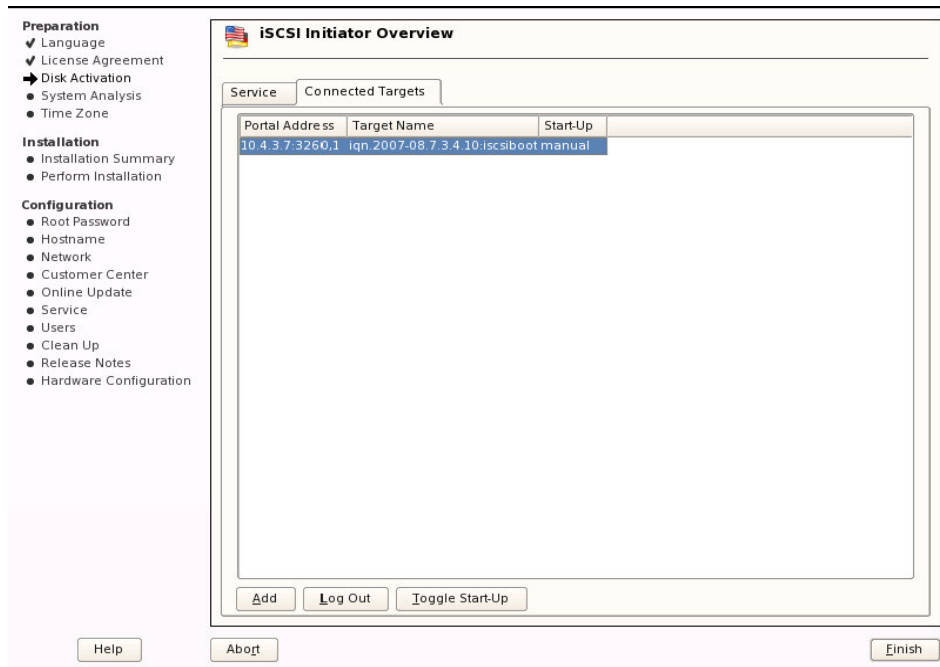 Preparation
Language
License Agreement
Disk Activation
System Analysis
Time Zone
Installation
Installation Summary
Perform Installation
Configuration
Root Password
Hostname
Network
Customer Center
Online Update
Service
Users
Clean Up
Release Notes
Hardware Configuration
iSCSI Initiator Overview
Service Connected Targets
Portal Address Target Name Start-Up
10.4.3.7:3260,1 iqn.2007-08.7.3.4.10:iscsiboot manual
Add Log Out Toggle Start-Up
Help Abort Finish